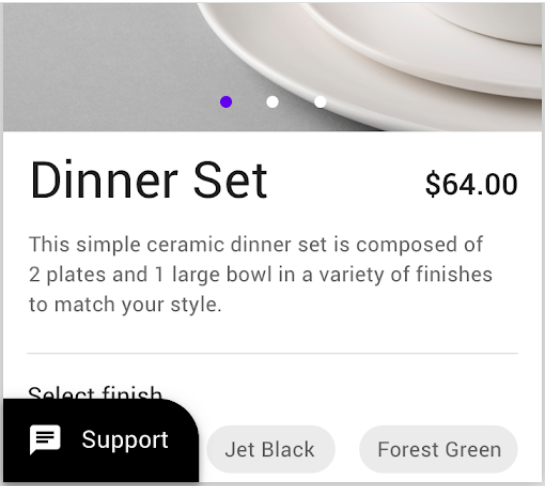 Dinner Set
$64.00
This simple ceramic dinner set is composed of
2 plates and 1 large bowl in a variety of finishes
to match your style.
Select finish
Support
Jet Black
Forest Green